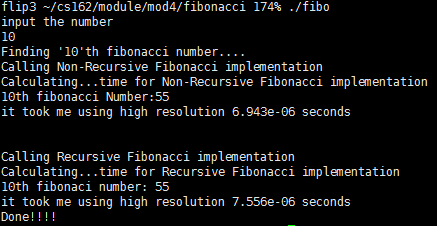 flip3 ~/cs162/module/mod4/fibonacci 174% ./fibo
input the number
10
Finding '10'th fibonacci number....
Calling Non-Recursive Fibonacci implementation
Calculating...time for Non-Recursive Fibonacci implementation
10th fibonacci Number:55
it took me using high resolution 6.943e-06 seconds
Calling Recursive Fibonacci implementation
Calculating...time for Recursive Fibonacci implementation
10th fibonaci number: 55
it took me using high resolution 7.556e-06 seconds
Done!!!!